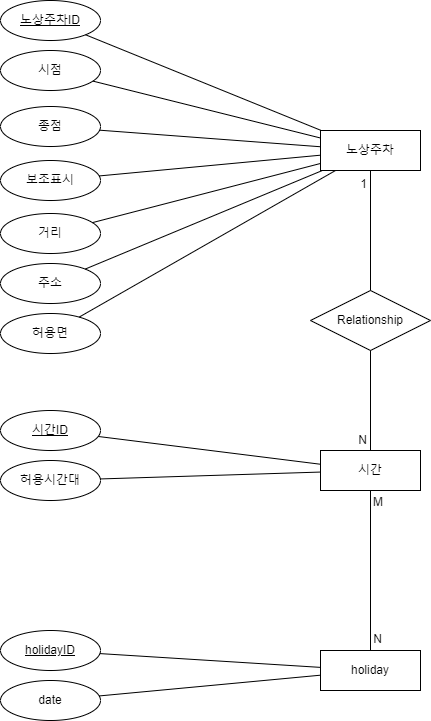 노상주차ID
시점
종점
노상주차
보조표시
1
거리
주소
Relationship
허용면
시간ID
N
시간
허용시간대
M
N
holidayID
holiday
date